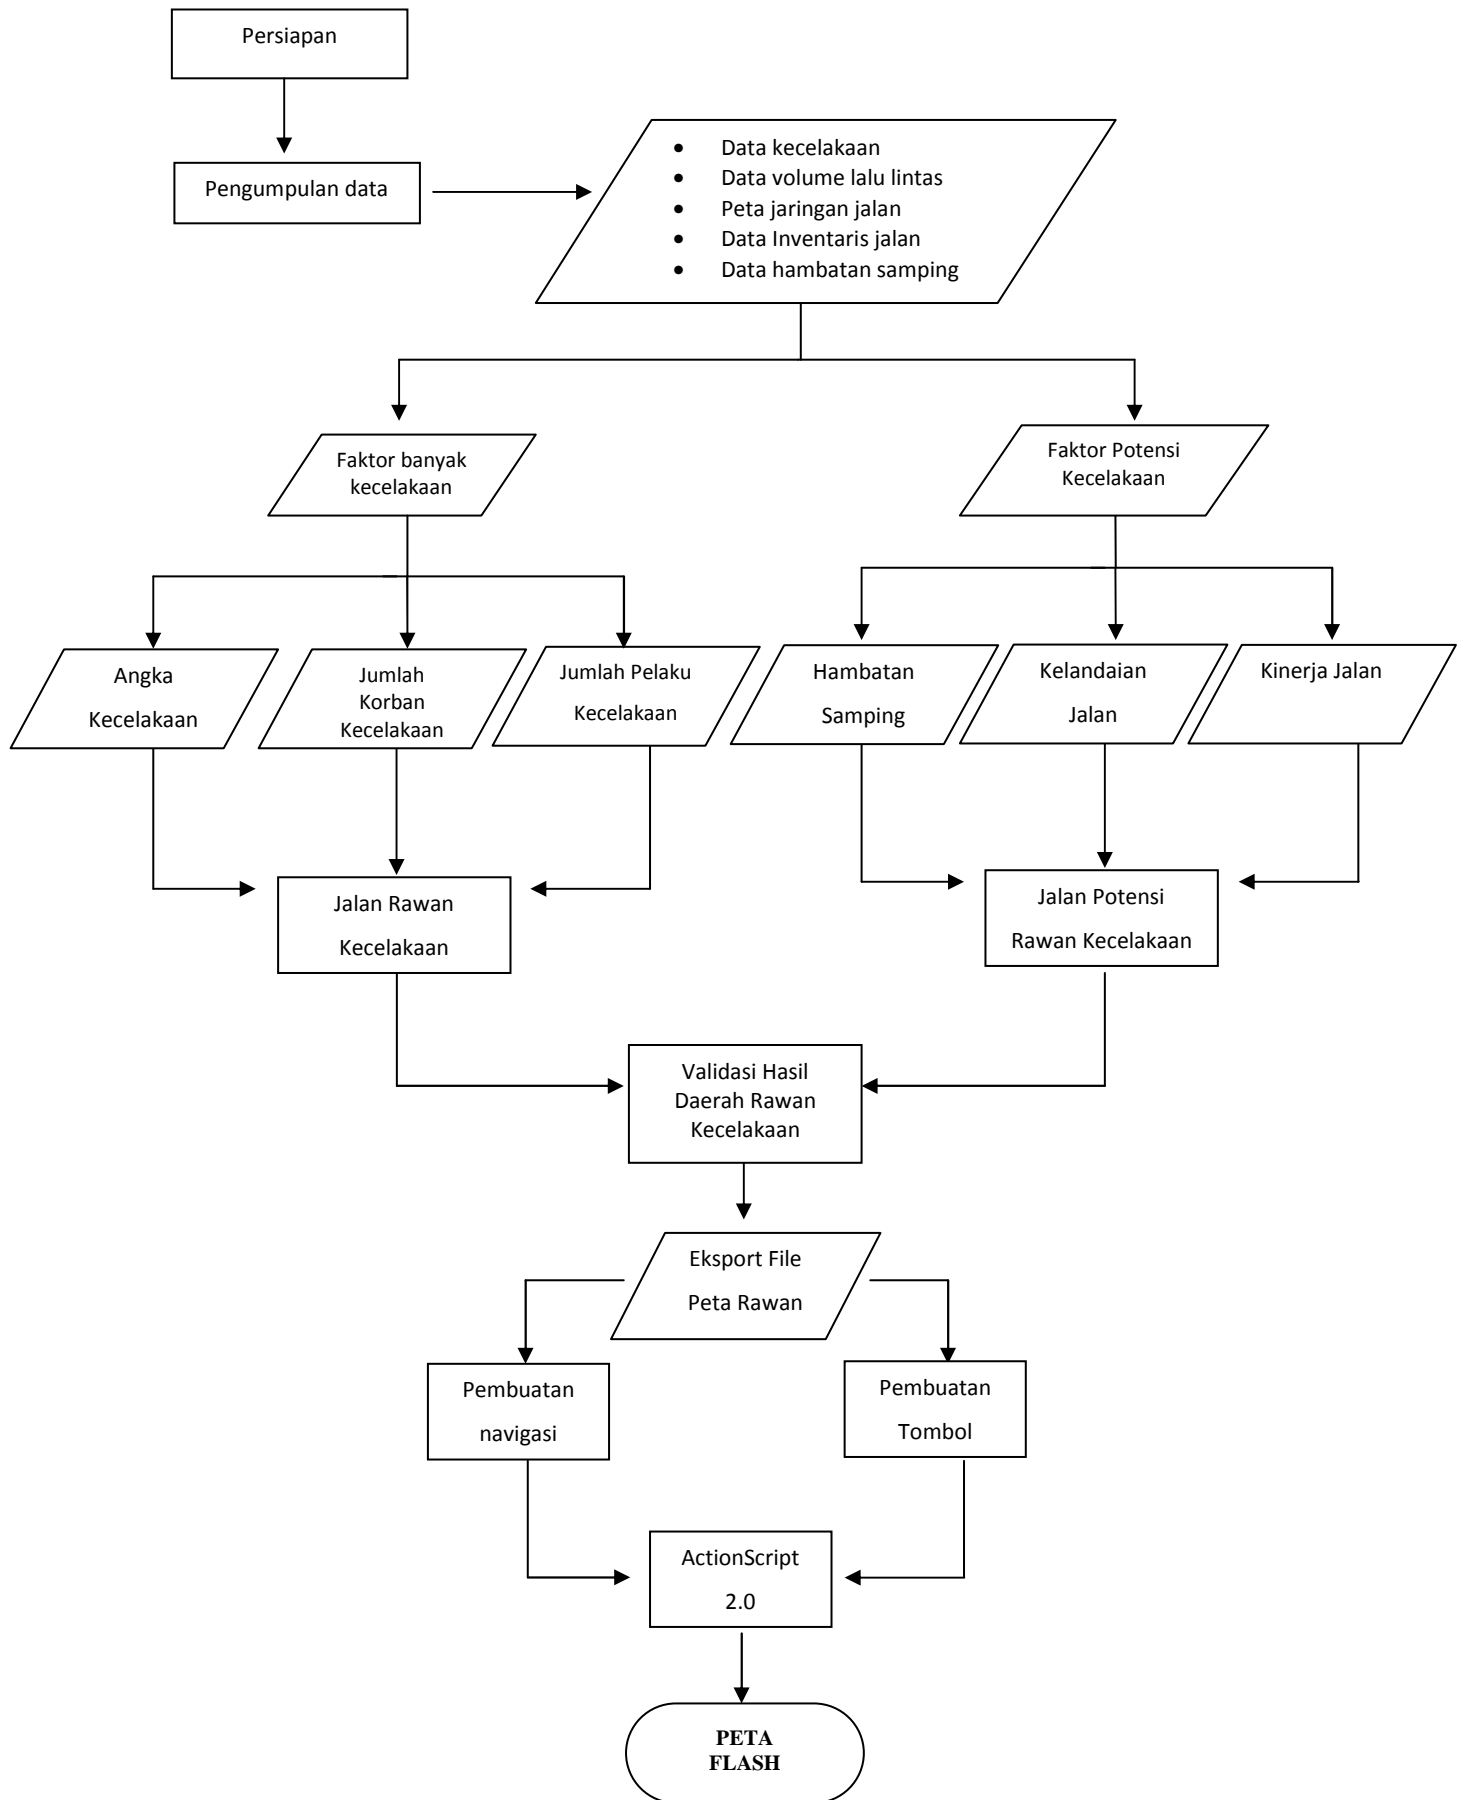 Persiapan
Pengumpulan data
• Data kecelakaan
• Data volume lalu lintas
• Peta jaringan jalan
• Data Inventaris jalan
• Data hambatan samping
Faktor banyak
kecelakaan
Faktor Potensi
Kecelakaan
Angka
Kecelakaan
Jumlah
Korban
Kecelakaan
Jumlah Pelaku
Kecelakaan
Hambatan
Samping
Kelandaian
Jalan
Kinerja Jalan
Jalan Rawan
Kecelakaan
Jalan Potensi
Rawan Kecelakaan
Validasi Hasil
Daerah Rawan
Kecelakaan
Eksport File
Peta Rawan
Pembuatan
navigasi
Pembuatan
Tombol
ActionScript
2.0
PETA
FLASH